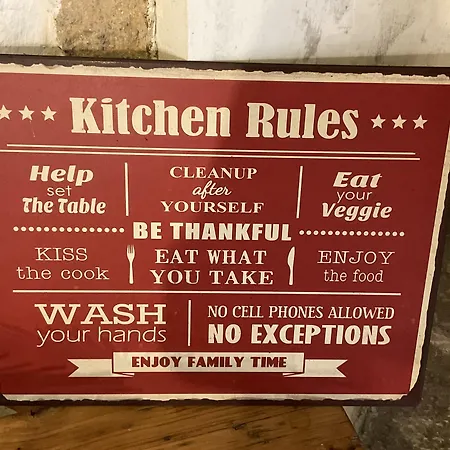 Kitchen Rules
Help
set
The Table
CLEANUP
after
YOURSELF
Eat
your
Veggie
BE THANKFUL
KISS
the cook
EAT WHAT
YOU TAKE
ENJOY
the food
WASH
your hands
NO CELL PHONES ALLOWED
NO EXCEPTIONS
ENJOY FAMILY TIME